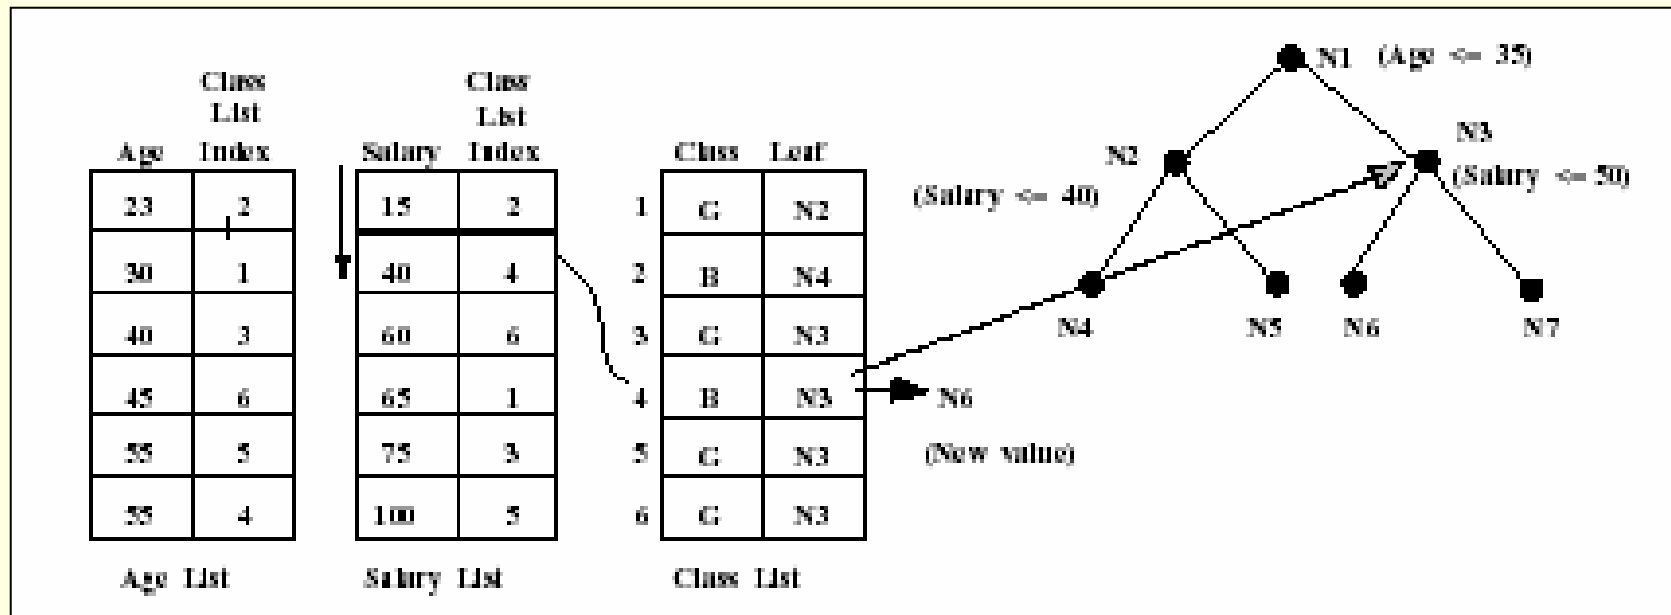 Class
List
Age Index
23 2
30 1
40 3
45 6
55 5
55 4
Age List
Class
List
Salary Index
15 2
40 4
60 6
65 1
75 3
100 5
Salary List
Class Leaf
1 G N2
2 B N4
3 G N3
4 B N3
5 G N3
6 G N3
Class List
N6
(New value)
N1 (Age <= 35)
N2
(Salary <= 40)
N3
(Salary <= 50)
N4
N5
N6
N7